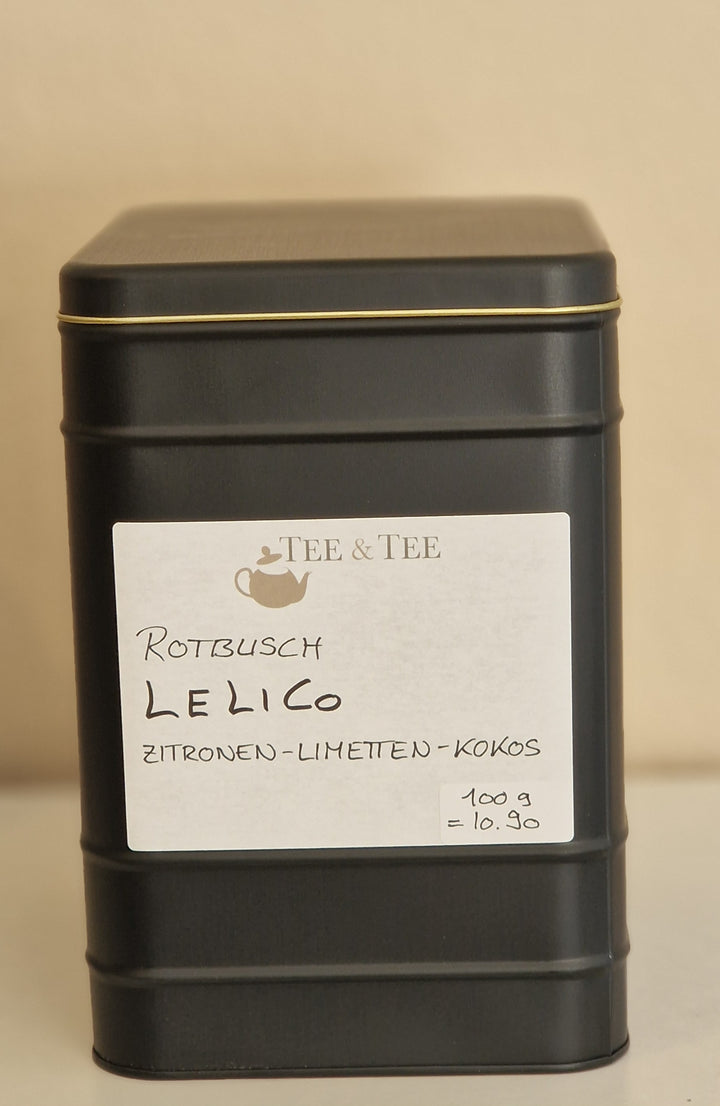 TEE & TEE
ROTBUSCH
LELICO
ZITRONEN-LIMETTEN-KOKOS
100 g
= 10.90